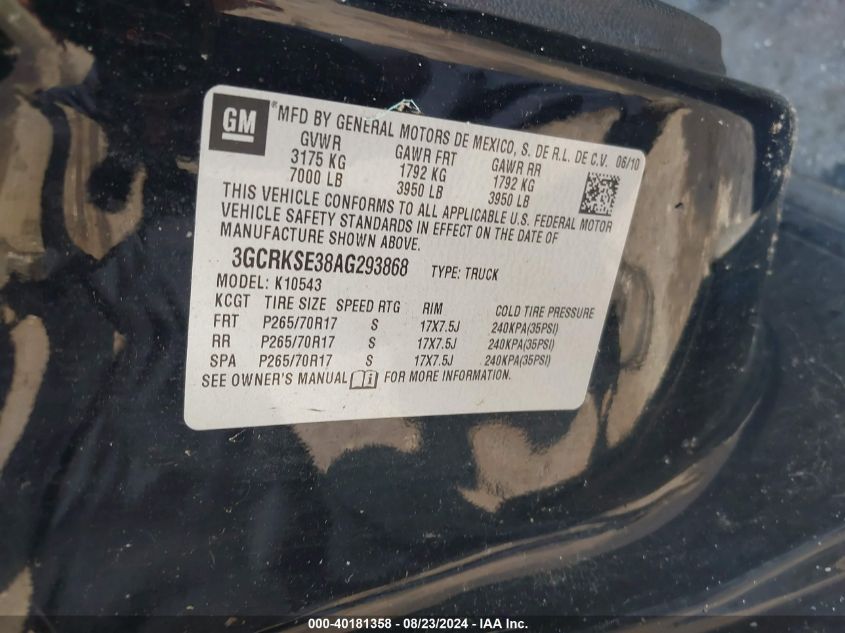 GM
® MFD BY GENERAL MOTORS DE MEXICO, S. DE R.L. DE C.V. 06/10
GVWR GAWR FRT GAWR RR
3175 KG 1792 KG 1792 KG
7000 LB 3950 LB 3950 LB
THIS VEHICLE CONFORMS TO ALL APPLICABLE U.S. FEDERAL MOTOR
VEHICLE SAFETY STANDARDS IN EFFECT ON THE DATE OF
MANUFACTURE SHOWN ABOVE.
3GCRKSE38AG293868 TYPE: TRUCK
MODEL: K10543
KCGT TIRE SIZE SPEED RTG RIM COLD TIRE PRESSURE
FRT P265/70R17 S 17X7.5J 240KPA(35PSI)
RR P265/70R17 S 17X7.5J 240KPA(35PSI)
SPA P265/70R17 S 17X7.5J 240KPA(35PSI)
SEE OWNER'S MANUAL FOR MORE INFORMATION.
000-40181358 - 08/23/2024 - IAAI.com